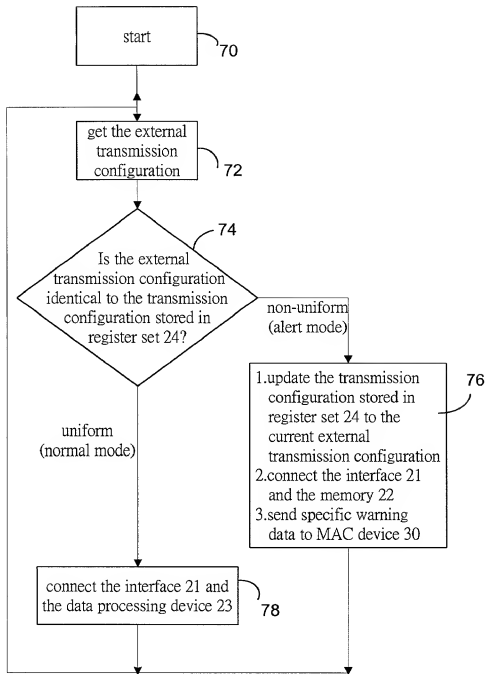 start
70
get the external
transmission
configuration
72
74
Is the external
transmission configuration
identical to the transmission
configuration stored in
register set 24?
non-uniform
(alert mode)
1.update the transmission
configuration stored in
register set 24 to the
current external
transmission configuration
2.connect the interface 21
and the memory 22
3.send specific warning
data to MAC device 30
76
uniform
(normal mode)
connect the interface 21 and
the data processing device 23
78